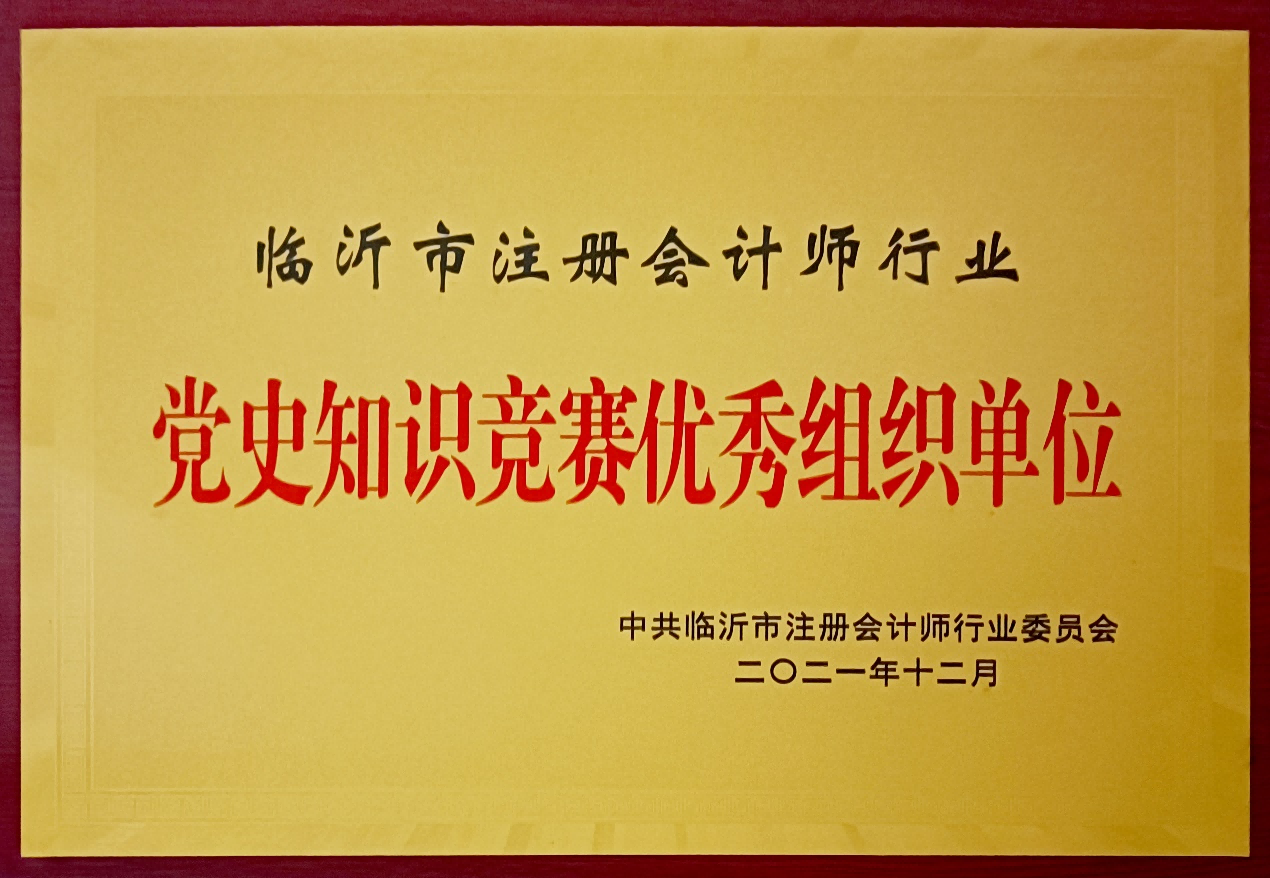 临沂市注册会计师行业
党史知识竞赛优秀组织单位
中共临沂市注册会计师行业委员会
二〇二一年十二月